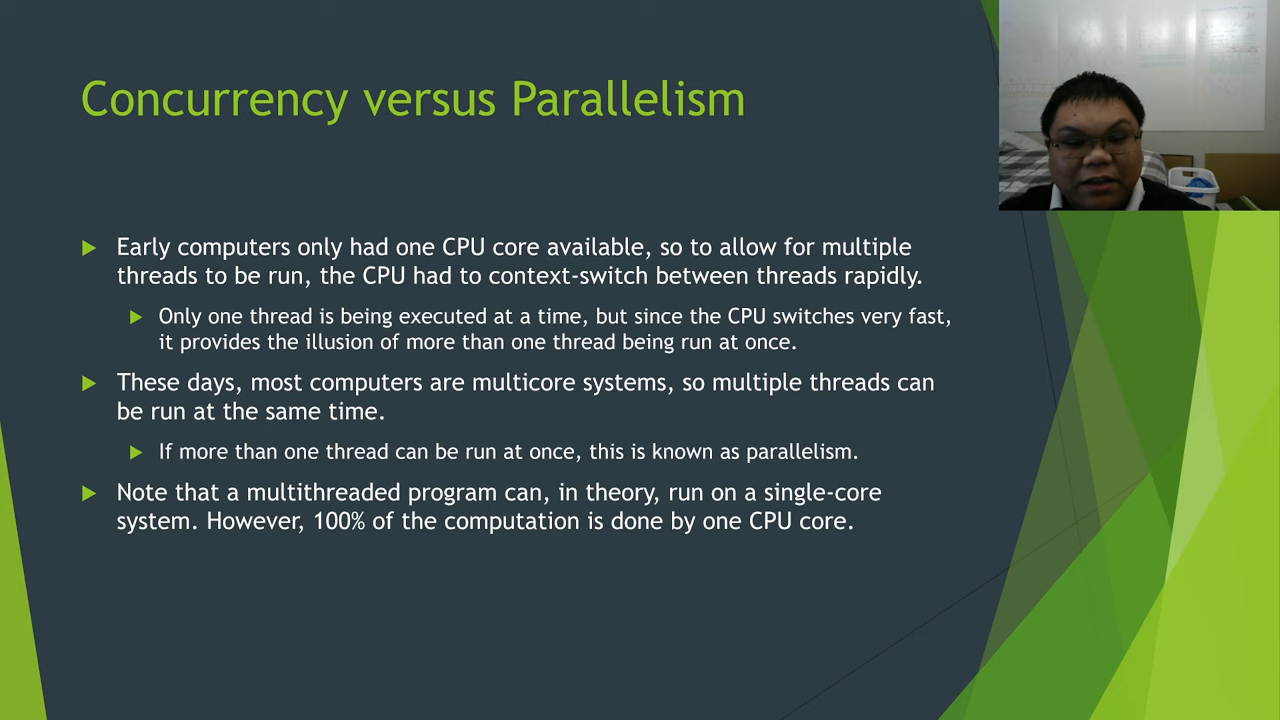 Concurrency versus Parallelism
Early computers only had one CPU core available, so to allow for multiple
threads to be run, the CPU had to context-switch between threads rapidly.
Only one thread is being executed at a time, but since the CPU switches very fast,
it provides the illusion of more than one thread being run at once.
These days, most computers are multicore systems, so multiple threads can
be run at the same time.
If more than one thread can be run at once, this is known as parallelism.
Note that a multithreaded program can, in theory, run on a single-core
system. However, 100% of the computation is done by one CPU core.